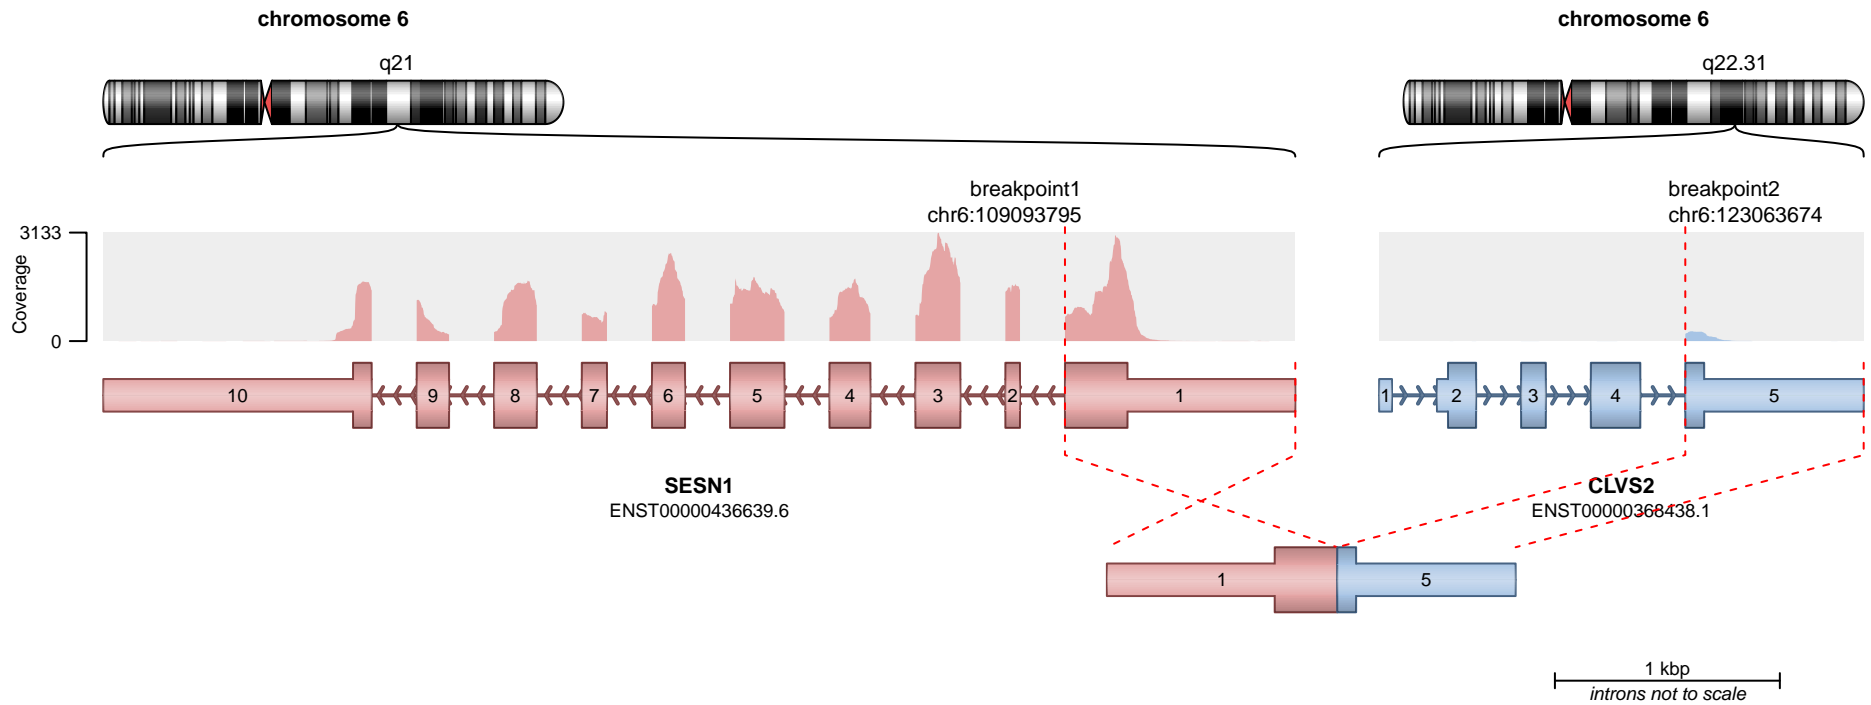 chromosome 6
chromosome 6
q21
q22.31
breakpoint1
chr6:109093795
breakpoint2
chr6:123063674
3133
Coverage
0
10
9
8
7
6
5
4
3
2
1
1
2
3
4
5
SESN1
ENST00000436639.6
CLVS2
ENST00000368438.1
1
5
1 kbp
introns not to scale